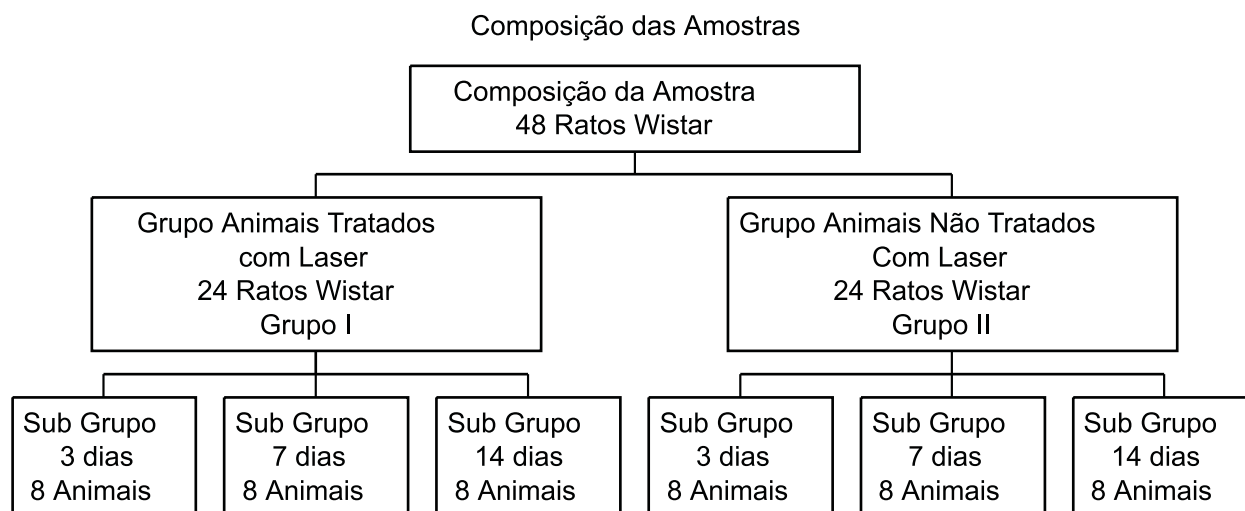 Composição das Amostras
Composição da Amostra
48 Ratos Wistar
Grupo Animais Tratados
com Laser
24 Ratos Wistar
Grupo I
Grupo Animais Não Tratados
Com Laser
24 Ratos Wistar
Grupo II
Sub Grupo
3 dias
8 Animais
Sub Grupo
7 dias
8 Animais
Sub Grupo
14 dias
8 Animais
Sub Grupo
3 dias
8 Animais
Sub Grupo
7 dias
8 Animais
Sub Grupo
14 dias
8 Animais